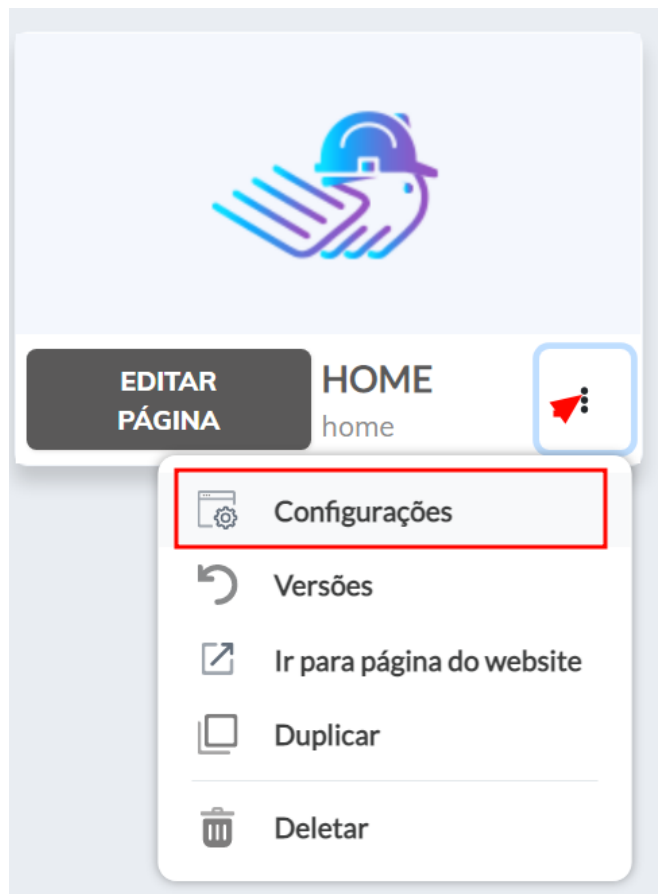 EDITAR
PÁGINA
HOME
home
Configurações
Versões
Ir para página do website
Duplicar
Deletar